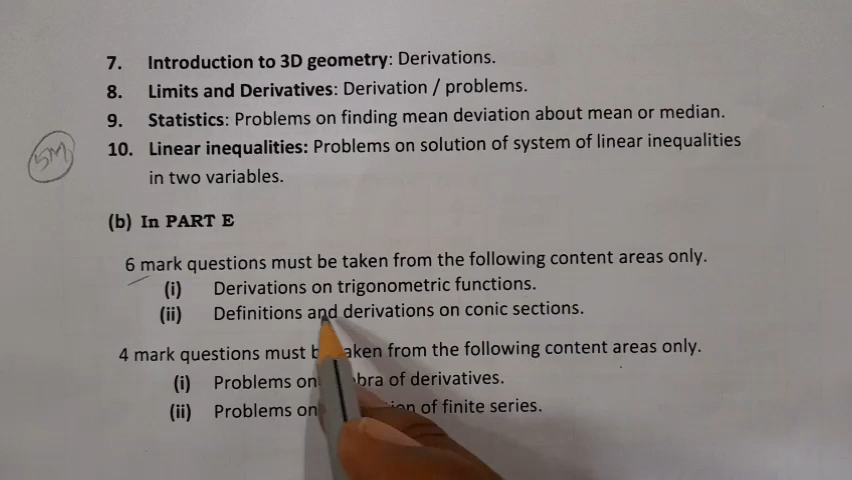 7. Introduction to 3D geometry: Derivations.
8. Limits and Derivatives: Derivation / problems.
9. Statistics: Problems on finding mean deviation about mean or median.
5M
10. Linear inequalities: Problems on solution of system of linear inequalities
in two variables.
(b) In PART E
6 mark questions must be taken from the following content areas only.
(i) Derivations on trigonometric functions.
(ii) Definitions and derivations on conic sections.
4 mark questions must from the following content areas only.
(i) Problems on of derivatives.
(ii) Problems on of finite series.